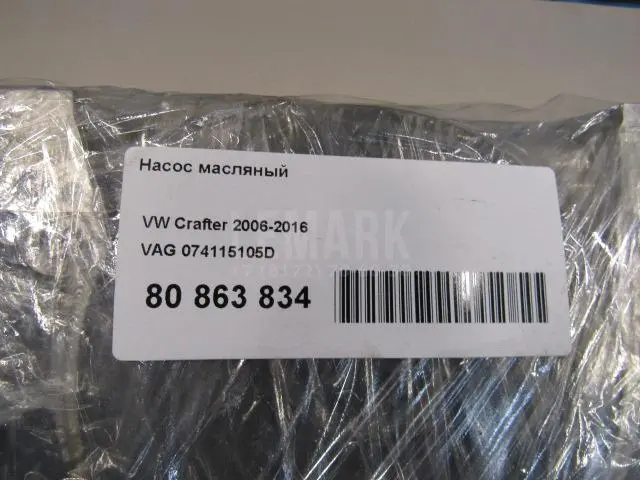 Насос масляный
VW Crafter 2006-2016
VAG 074115105D
80 863 834